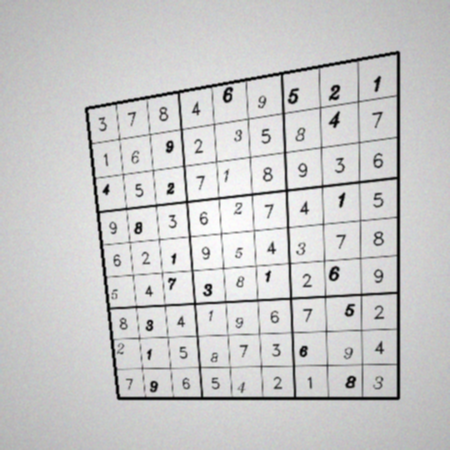 3 7 8 4 6 9 5 2 1
1 6 9 2 3 5 8 4 7
4 5 2 7 1 8 9 3 6
9 8 3 6 2 7 4 1 5
6 2 1 9 5 4 3 7 8
5 4 7 3 8 1 2 6 9
8 3 4 1 9 6 7 5 2
2 1 5 8 7 3 6 9 4
7 9 6 5 4 2 1 8 3